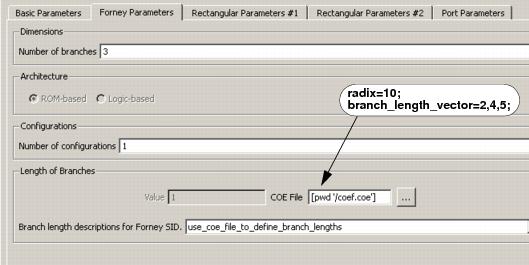 Basic Parameters Forney Parameters Rectangular Parameters #1 Rectangular Parameters #2 Port Parameters
Dimensions
Number of branches 3
Architecture
ROM-based Logic-based
radix=10;
branch_length_vector=2,4,5;
Configurations
Number of configurations 1
Length of Branches
Value 1 COE File [pwd '/coef.coe'] ...
Branch length descriptions for Forney SID. use_coe_file_to_define_branch_lengths